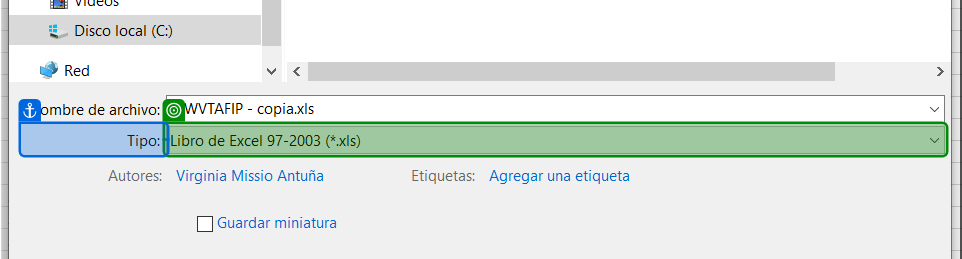 Videos
Disco local (C:)
Red
ombre de archivo: WVTAFIP - copia.xls
Tipo: Libro de Excel 97-2003 (*.xls)
Autores: Virginia Missio Antuña Etiquetas: Agregar una etiqueta
Guardar miniatura